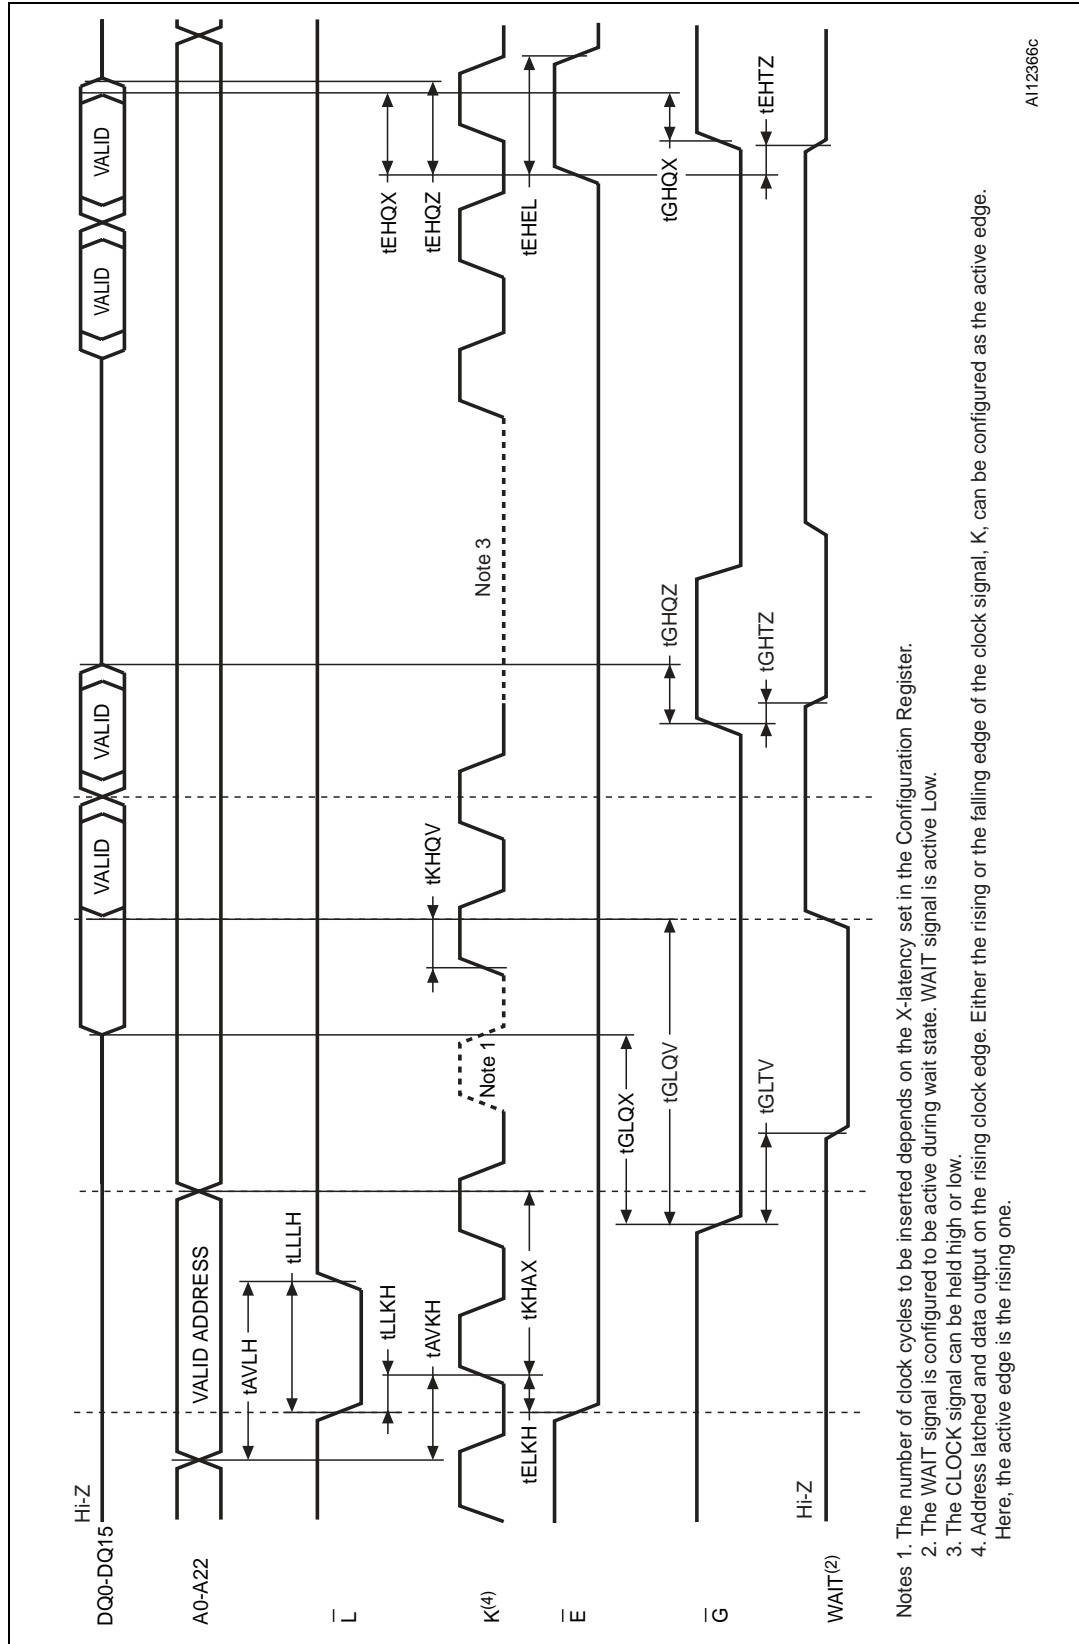 DQ0-DQ15
Hi-Z
VALID
VALID
VALID
VALID
A0-A22
VALID ADDRESS
tAVLH
tLLLH
L
tLLKH
tAVKH
tKHQV
tEHQX
tEHQZ
K(4)
Note 1
Note 3
tELKH
tKHAX
tEHEL
E
tGLQX
tGLQV
tGHQZ
tGHQX
G
tGLTV
tGHTZ
tEHTZ
Hi-Z
WAIT(2)
Notes 1. The number of clock cycles to be inserted depends on the X-latency set in the Configuration Register.
2. The WAIT signal is configured to be active during wait state. WAIT signal is active Low.
3. The CLOCK signal can be held high or low.
4. Address latched and data output on the rising clock edge. Either the rising or the falling edge of the clock signal, K, can be configured as the active edge.
Here, the active edge is the rising one.
AI12366c